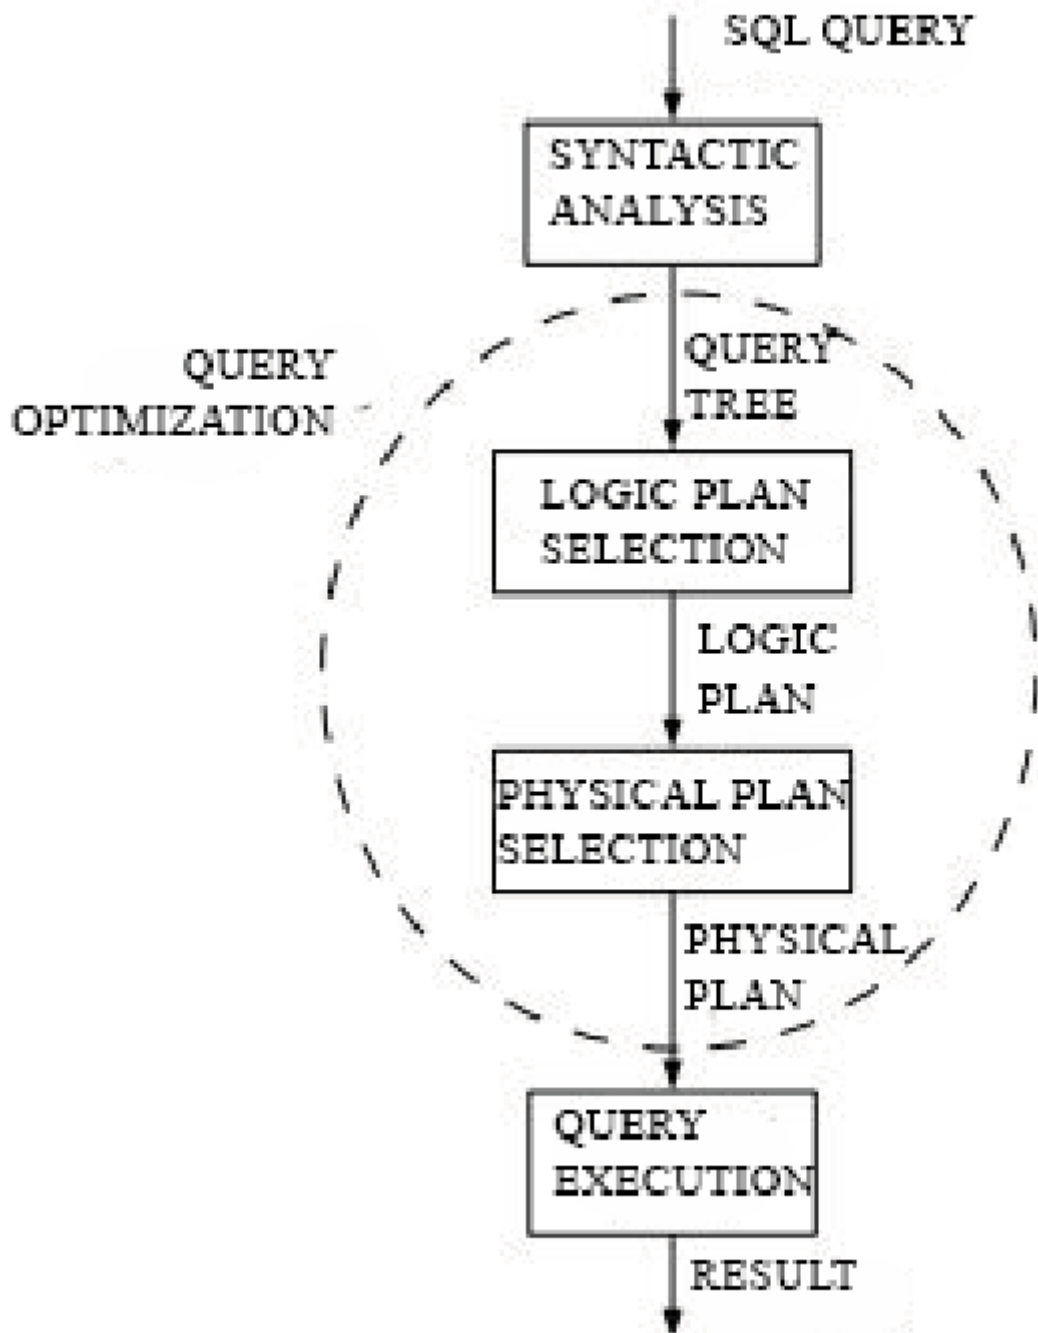 SQL QUERY
SYNTACTIC
ANALYSIS
QUERY
TREE
QUERY
OPTIMIZATION
LOGIC PLAN
SELECTION
LOGIC
PLAN
PHYSICAL PLAN
SELECTION
PHYSICAL
PLAN
QUERY
EXECUTION
RESULT